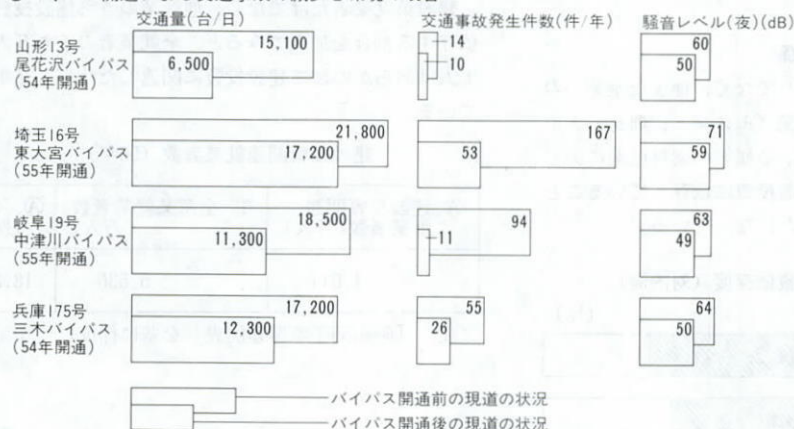 交通量(台/日)
交通事故発生件数(件/年)
騒音レベル(夜)(dB)
山形13号
尾花沢バイパス
(54年開通)
15,100
6,500
14
10
60
50
埼玉16号
東大宮バイパス
(55年開通)
21,800
17,200
167
53
71
59
岐阜19号
中津川バイパス
(55年開通)
18,500
11,300
94
11
63
49
兵庫175号
三木バイパス
(54年開通)
17,200
12,300
55
26
64
50
バイパス開通前の現道の状況
バイパス開通後の現道の状況